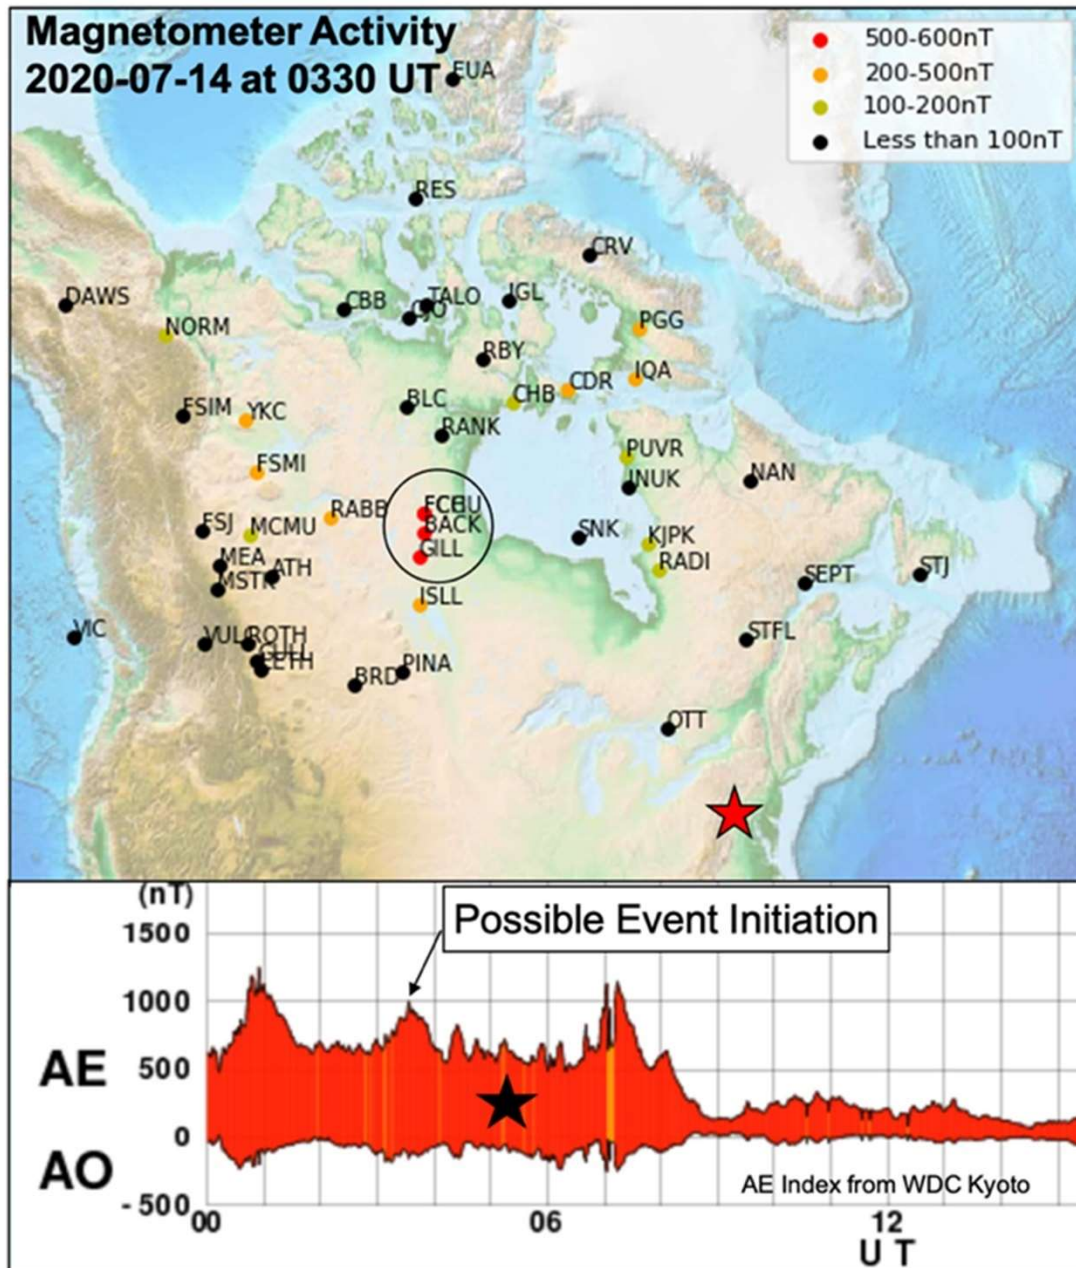 Magnetometer Activity
2020-07-14 at 0330 UT
500-600nT
200-500nT
100-200nT
Less than 100nT
EUA
RES
CRV
DAWS
CBB
TALO
IGL
NORM
PGG
RBY
IQA
CDR
FSIM
YKC
BLC
CHB
RANK
FSMI
PUVR
INUK
NAN
RABB
BACK
FSJ
MCMU
SNK
KJPK
GILL
RADI
MEA
ATH
MSTK
SEPT
STJ
ISLL
VIC
ROTH
STFL
BRD
PINA
OTT
(nT)
1500
1000
500
0
-500
Possible Event Initiation
AE
AO
AE Index from WDC Kyoto
00
06
12
U T